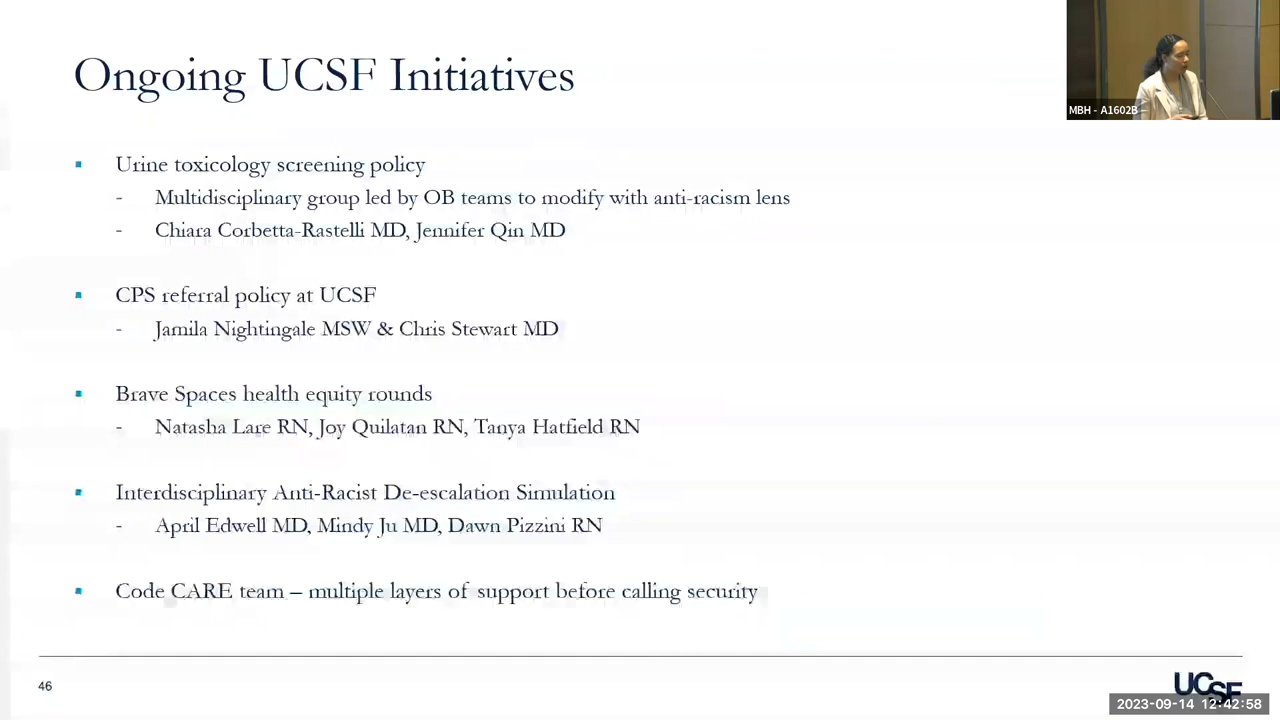 Ongoing UCSF Initiatives
MBH - A1602B
▪ Urine toxicology screening policy
- Multidisciplinary group led by OB teams to modify with anti-racism lens
- Chiara Corbetta-Rastelli MD, Jennifer Qin MD
▪ CPS referral policy at UCSF
- Jamila Nightingale MSW & Chris Stewart MD
▪ Brave Spaces health equity rounds
- Natasha Lare RN, Joy Quilatan RN, Tanya Hatfield RN
▪ Interdisciplinary Anti-Racist De-escalation Simulation
- April Edwell MD, Mindy Ju MD, Dawn Pizzini RN
▪ Code CARE team – multiple layers of support before calling security
46
UCSF
2023-09-14 12:42:58